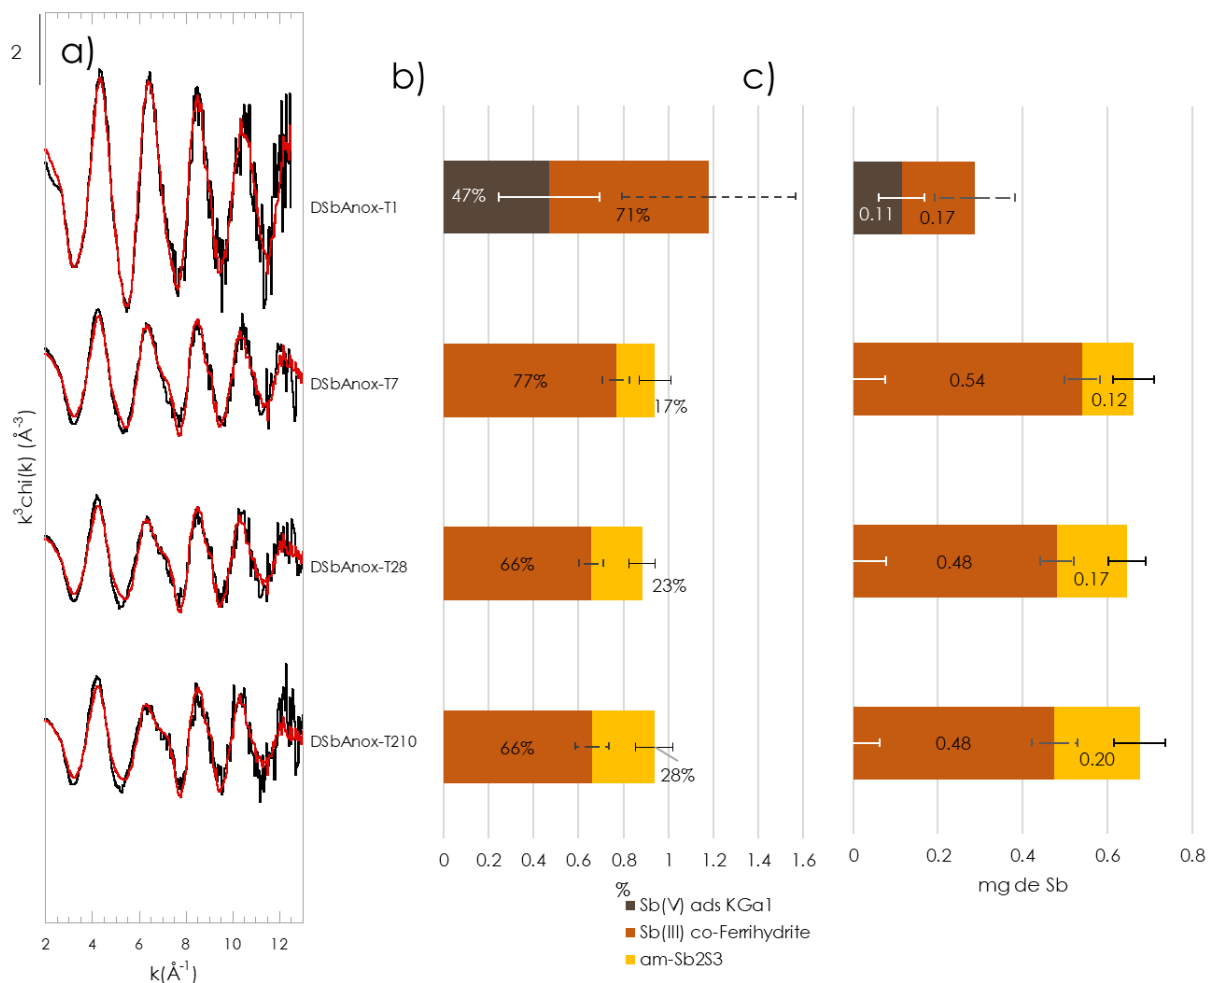 2
a)
b)
c)
47%
71%
0.11
0.17
DSbAnox-T1
77%
17%
0.54
0.12
DSbAnox-T7
k³chi(k) (Å⁻³)
66%
23%
0.48
0.17
DSbAnox-T28
66%
28%
0.48
0.20
DSbAnox-T210
0 0.2 0.4 0.6 0.8 1 1.2 1.4 1.6
%
0 0.2 0.4 0.6 0.8
mg de Sb
2 4 6 8 10 12
k(Å⁻¹)
Sb(V) ads KGa1
Sb(III) co-Ferrihydrite
am-Sb2S3